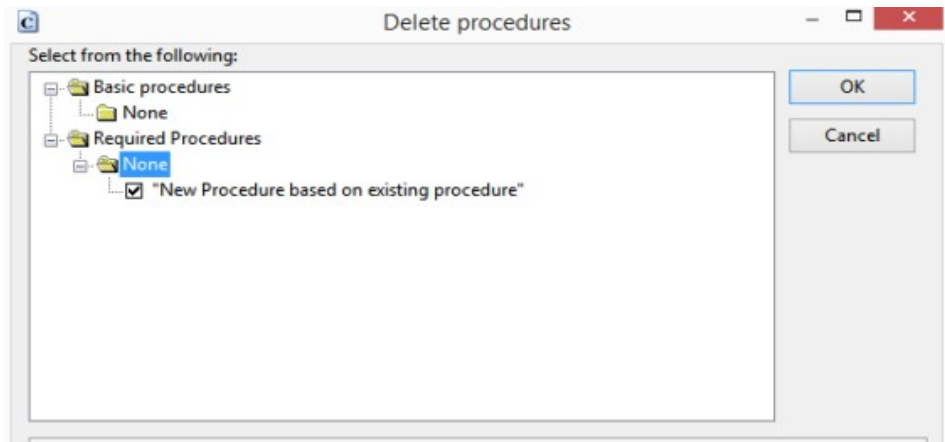 C
Delete procedures
Select from the following:
Basic procedures
None
Required Procedures
None
"New Procedure based on existing procedure"
OK
Cancel